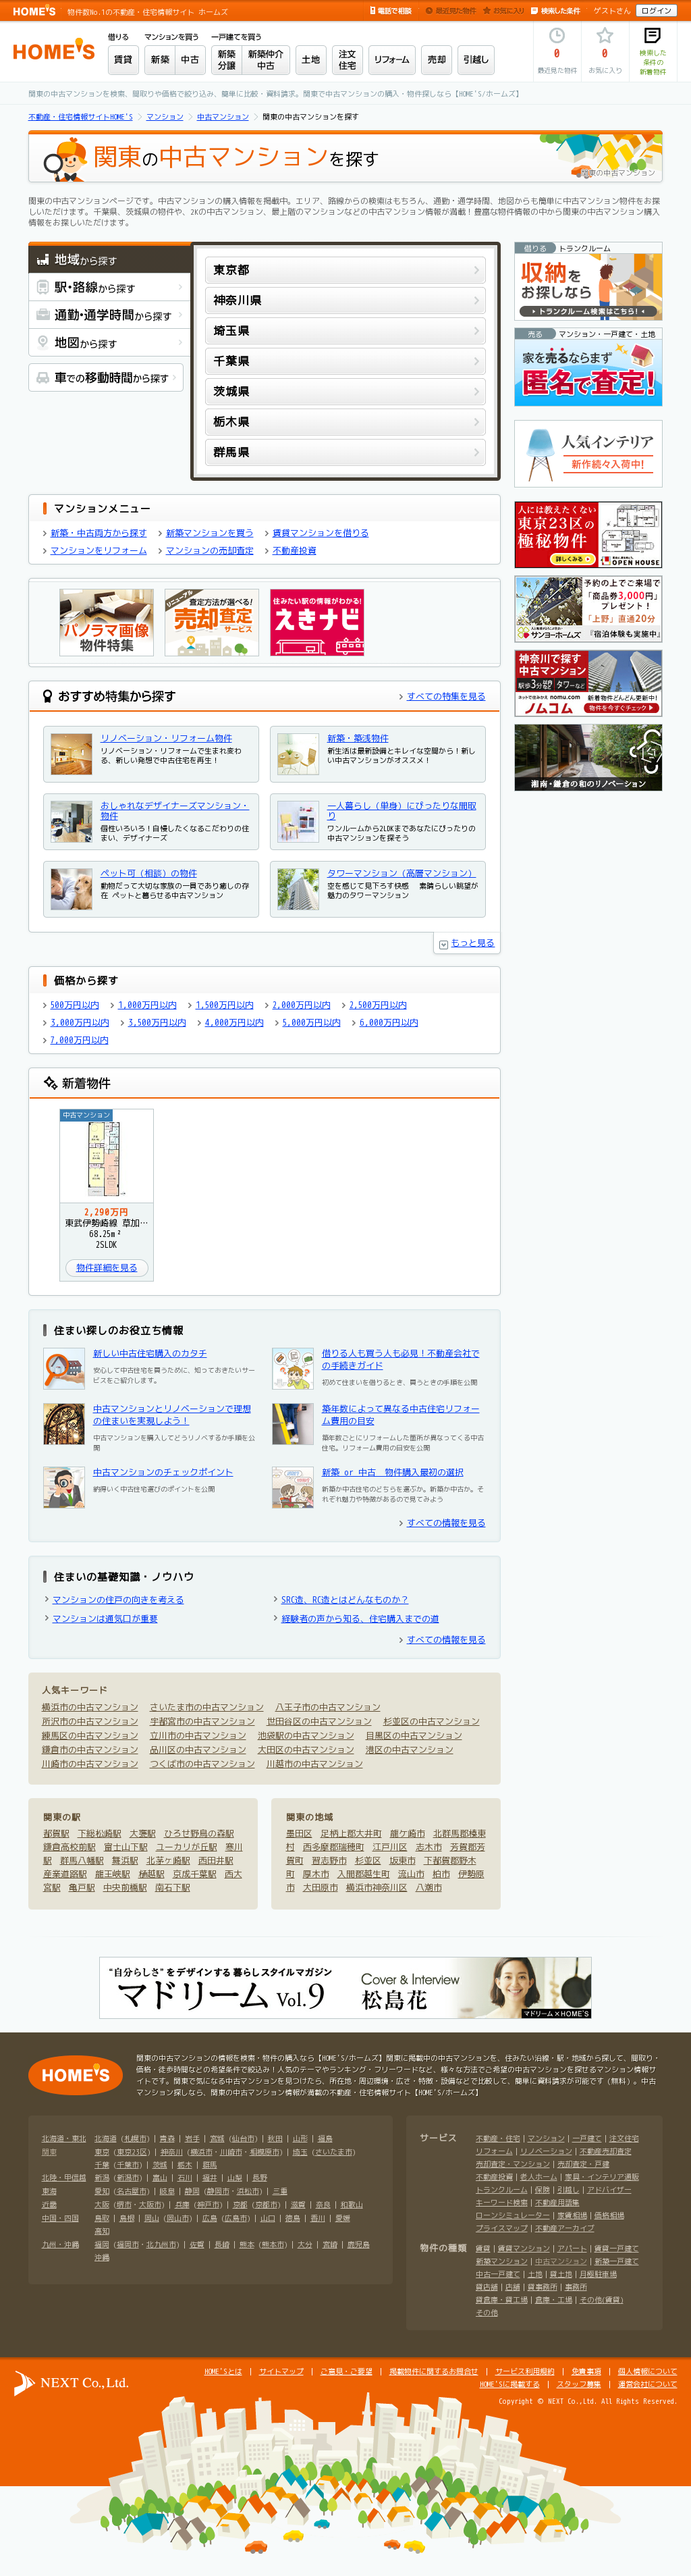 HOME'S 物件数No.1の不動産・住宅情報サイト ホームズ
電話で相談 最近見た物件 お気に入り 検索した条件 ゲストさん ログイン
HOME'S
借りる マンションを買う 一戸建てを買う
賃貸 新築 中古 新築分譲 新築仲介中古 土地 注文住宅 リフォーム 売却 引越し
0 最近見た物件
0 お気に入り
検索した条件の新着物件
関東の中古マンションを検索、間取りや価格で絞り込み、簡単に比較・資料請求。関東で中古マンションの購入・物件探しなら【HOME'S/ホームズ】
不動産・住宅情報サイトHOME'S マンション 中古マンション 関東の中古マンションを探す
関東の中古マンションを探す
関東の中古マンション
関東の中古マンションページです。中古マンションの購入情報を掲載中。エリア、路線からの検索はもちろん、通勤・通学時間、地図からも簡単に中古マンション物件をお探しいただけます。千葉県、茨城県の物件や、2Kの中古マンション、最上階のマンションなどの中古マンション情報が満載！豊富な物件情報の中から関東の中古マンション購入情報をお探しいただけます。
地域から探す
駅・路線から探す
通勤・通学時間から探す
地図から探す
車での移動時間から探す
東京都
神奈川県
埼玉県
千葉県
茨城県
栃木県
群馬県
借りる トランクルーム
収納をお探しなら
トランクルーム検索はこちら！
売る マンション・一戸建て・土地
家を売るならまず
匿名で査定!
人気インテリア
新作続々入荷中!
人には教えたくない
東京23区の極秘物件
詳しくみる
OPEN HOUSE
予約の上でご来場で
「商品券3,000円」プレゼント！
「上野」直通20分
サンヨーホームズ 『宿泊体験も実施中』
神奈川で探す
中古マンション
駅歩3分 タワーなど
ネットで住みかえ nomu.com 新着物件どんどん更新中！
ノムコム 物件を今すぐチェック
湘南・鎌倉の和のリノベーション
マンションメニュー
新築・中古両方から探す 新築マンションを買う 賃貸マンションを借りる
マンションをリフォーム マンションの売却査定 不動産投資
パノラマ画像物件特集
リニューアル 査定方法が選べる! 売却査定サービス
住みたい駅の情報がわかる! えきナビ
おすすめ特集から探す
すべての特集を見る
リノベーション・リフォーム物件
リノベーション・リフォームで生まれ変わる、新しい発想で中古住宅を再生！
新築・築浅物件
新生活は最新設備とキレイな空間から！新しい中古マンションがオススメ！
おしゃれなデザイナーズマンション・物件
個性いろいろ！自慢したくなるこだわりの住まい、デザイナーズ
一人暮らし（単身）にぴったりな間取り
ワンルームから2LDKまであなたにぴったりの中古マンションを探そう
ペット可（相談）の物件
動物だって大切な家族の一員であり癒しの存在 ペットと暮らせる中古マンション
タワーマンション（高層マンション）
空を感じて見下ろす快感 素晴らしい眺望が魅力のタワーマンション
もっと見る
価格から探す
500万円以内 1,000万円以内 1,500万円以内 2,000万円以内 2,500万円以内
3,000万円以内 3,500万円以内 4,000万円以内 5,000万円以内 6,000万円以内
7,000万円以内
新着物件
中古マンション
2,290万円
東武伊勢崎線 草加…
68.25m²
2SLDK
物件詳細を見る
住まい探しのお役立ち情報
新しい中古住宅購入のカタチ
安心して中古住宅を買うために、知っておきたいサービスをご紹介します。
借りる人も買う人も必見！不動産会社での手続きガイド
初めて住まいを借りるとき、買うときの手順を公開
中古マンションとリノベーションで理想の住まいを実現しよう！
中古マンションを購入してどうリノベするか手順を公開
築年数によって異なる中古住宅リフォーム費用の目安
築年数ごとにリフォームした箇所が異なってくる中古住宅。リフォーム費用の目安を公開
中古マンションのチェックポイント
納得いく中古住宅選びのポイントを公開
新築 or 中古 物件購入最初の選択
新築か中古住宅のどちらを選ぶか。新築か中古か。それぞれ魅力や特徴があるので見てみよう
すべての情報を見る
住まいの基礎知識・ノウハウ
マンションの住戸の向きを考える SRC造、RC造とはどんなものか？
マンションは通気口が重要 経験者の声から知る、住宅購入までの道
すべての情報を見る
人気キーワード
横浜市の中古マンション さいたま市の中古マンション 八王子市の中古マンション
所沢市の中古マンション 宇都宮市の中古マンション 世田谷区の中古マンション 杉並区の中古マンション
練馬区の中古マンション 立川市の中古マンション 池袋駅の中古マンション 目黒区の中古マンション
鎌倉市の中古マンション 品川区の中古マンション 大田区の中古マンション 港区の中古マンション
川崎市の中古マンション つくば市の中古マンション 川越市の中古マンション
関東の駅
都賀駅 下総松崎駅 大甕駅 ひろせ野鳥の森駅
鎌倉高校前駅 富士山下駅 ユーカリが丘駅 寒川駅 群馬八幡駅 舞浜駅 北茅ヶ崎駅 西田井駅
産業道路駅 龍王峡駅 樋越駅 京成千葉駅 西大宮駅 亀戸駅 中央前橋駅 南石下駅
関東の地域
墨田区 足柄上郡大井町 龍ケ崎市 北群馬郡榛東村 西多摩郡瑞穂町 江戸川区 志木市 芳賀郡芳賀町 習志野市 杉並区 坂東市 下都賀郡野木町 厚木市 入間郡越生町 流山市 柏市 伊勢原市 大田原市 横浜市神奈川区 八潮市
“自分らしさ”をデザインする暮らしスタイルマガジン
マドリーム Vol.9
Cover & Interview
松島花
マドリーム×HOME'S
HOME'S
関東の中古マンションの情報を検索・物件の購入なら【HOME'S/ホームズ】関東に掲載中の中古マンションを、住みたい沿線・駅・地域から探して、間取り・価格・徒歩時間などの希望条件で絞込み！人気のテーマやランキング・フリーワードなど、様々な方法でご希望の中古マンションを探せるマンション情報サイトです。関東で気になる中古マンションを見つけたら、所在地・周辺環境・広さ・特徴・設備などで比較して、簡単に資料請求が可能です（無料）。中古マンション探しなら、関東の中古マンション情報が満載の不動産・住宅情報サイト【HOME'S/ホームズ】
北海道・東北 北海道（札幌市）| 青森 | 岩手 | 宮城（仙台市）| 秋田 | 山形 | 福島
関東 東京（東京23区）| 神奈川（横浜市・川崎市・相模原市）| 埼玉（さいたま市）
千葉（千葉市）| 茨城 | 栃木 | 群馬
北陸・甲信越 新潟（新潟市）| 富山 | 石川 | 福井 | 山梨 | 長野
東海 愛知（名古屋市）| 岐阜 | 静岡（静岡市・浜松市）| 三重
近畿 大阪（堺市・大阪市）| 兵庫（神戸市）| 京都（京都市）| 滋賀 | 奈良 | 和歌山
中国・四国 鳥取 | 島根 | 岡山（岡山市）| 広島（広島市）| 山口 | 徳島 | 香川 | 愛媛
高知
九州・沖縄 福岡（福岡市・北九州市）| 佐賀 | 長崎 | 熊本（熊本市）| 大分 | 宮崎 | 鹿児島
沖縄
サービス 不動産・住宅 | マンション | 一戸建て | 注文住宅
リフォーム | リノベーション | 不動産売却査定
売却査定・マンション | 売却査定・戸建
不動産投資 | 老人ホーム | 家具・インテリア通販
トランクルーム | 保険 | 引越し | アドバイザー
キーワード検索 | 不動産用語集
ローンシミュレーター | 家賃相場 | 価格相場
プライスマップ | 不動産アーカイブ
物件の種類 賃貸 | 賃貸マンション | アパート | 賃貸一戸建て
新築マンション | 中古マンション | 新築一戸建て
中古一戸建て | 土地 | 貸土地 | 月極駐車場
貸店舗 | 店舗 | 貸事務所 | 事務所
貸倉庫・貸工場 | 倉庫・工場 | その他(賃貸)
その他
NEXT Co.,Ltd.
HOME'Sとは | サイトマップ | ご意見・ご要望 | 掲載物件に関するお問合せ | サービス利用規約 | 免責事項 | 個人情報について
HOME'Sに掲載する | スタッフ募集 | 運営会社について
Copyright © NEXT Co.,Ltd. All Rights Reserved.